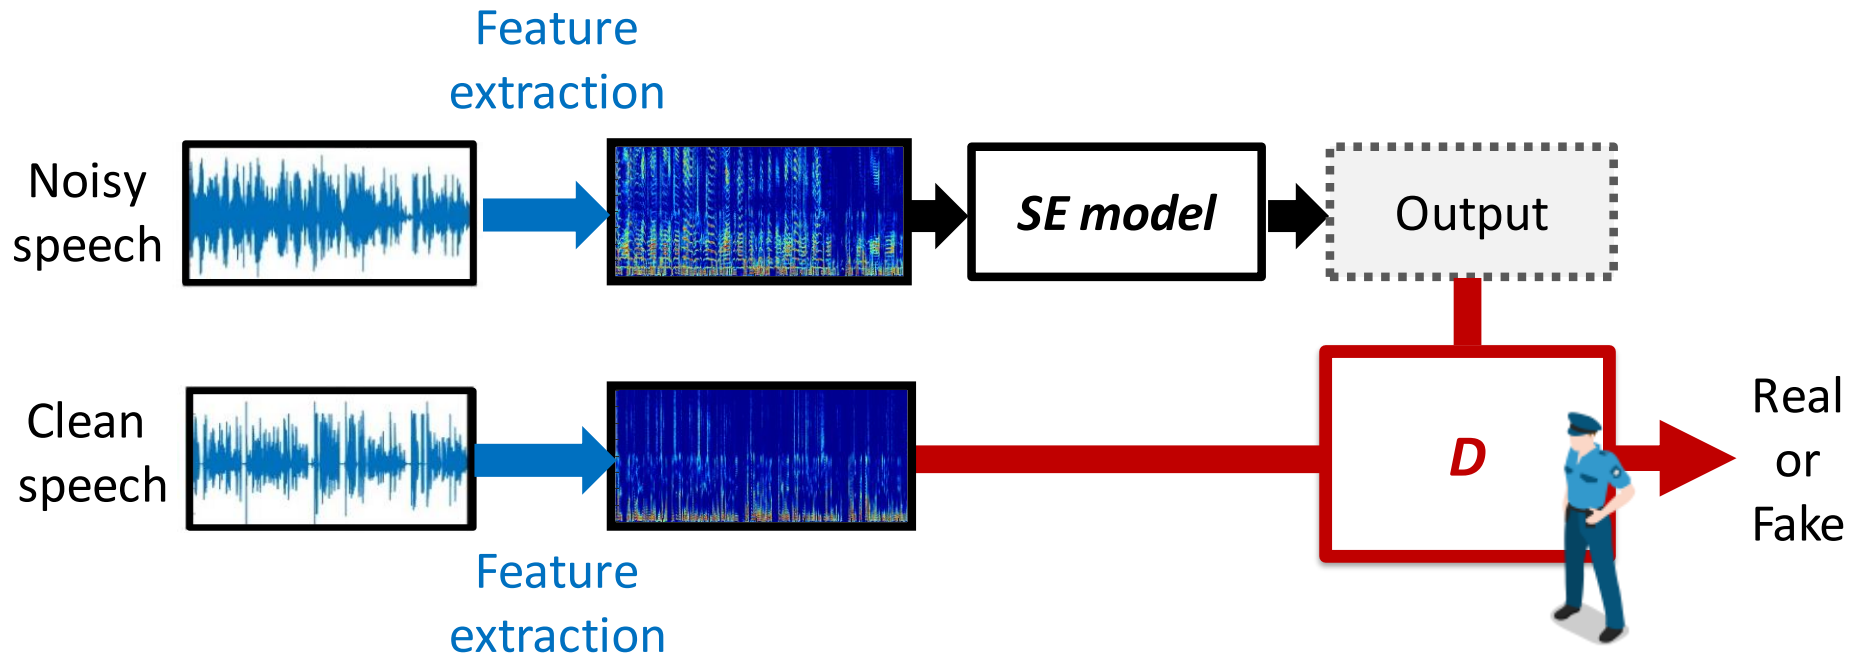 Feature
extraction
Noisy
speech
SE model
Output
Clean
speech
D
Real
or
Fake
Feature
extraction